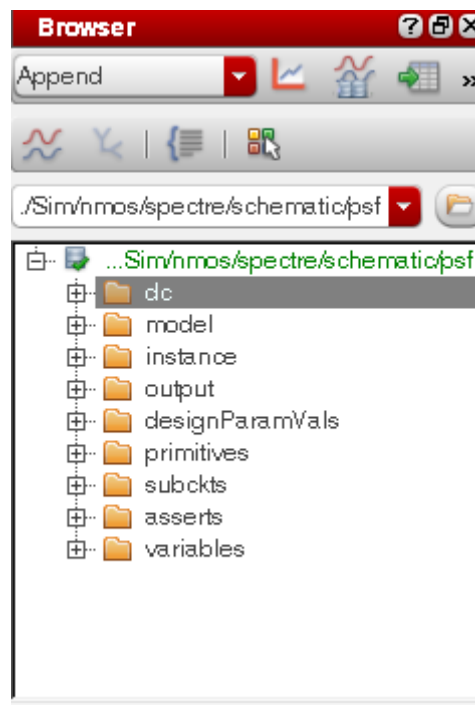 Browser
Append
»
./Sim/nmos/spectre/schematic/psf
...Sim/nmos/spectre/schematic/psf
dc
model
instance
output
designParamVals
primitives
subckts
asserts
variables